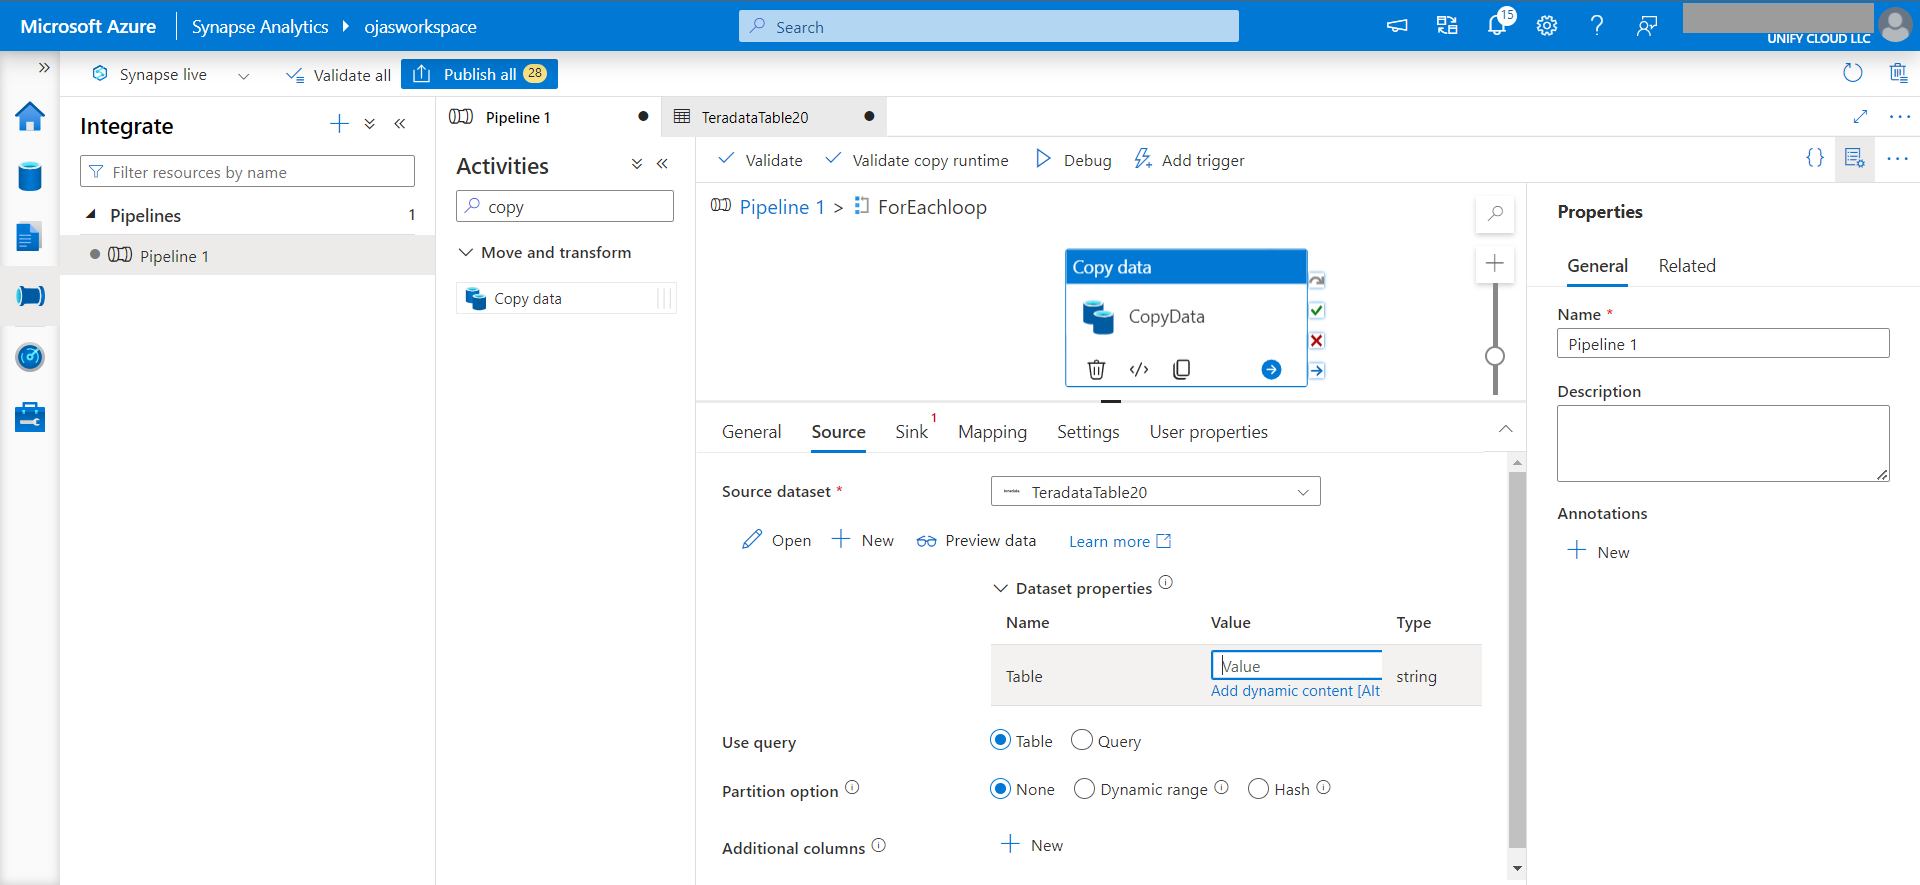 Microsoft Azure
Synapse Analytics
ojasworkspace
Search
15
UNIFY CLOUD LLC
Synapse live
Validate all
Publish all 28
Integrate
Filter resources by name
Pipelines 1
Pipeline 1
Pipeline 1
TeradataTable20
Activities
copy
Move and transform
Copy data
Validate
Validate copy runtime
Debug
Add trigger
{}
Pipeline 1 > ForEachloop
Copy data
CopyData
General
Source
Sink 1
Mapping
Settings
User properties
Source dataset *
TeradataTable20
Open
New
Preview data
Learn more
Dataset properties
Name Value Type
Table
Value
Add dynamic content [Alt
string
Use query
Table
Query
Partition option
None
Dynamic range
Hash
Additional columns
New
Properties
General
Related
Name *
Pipeline 1
Description
Annotations
New